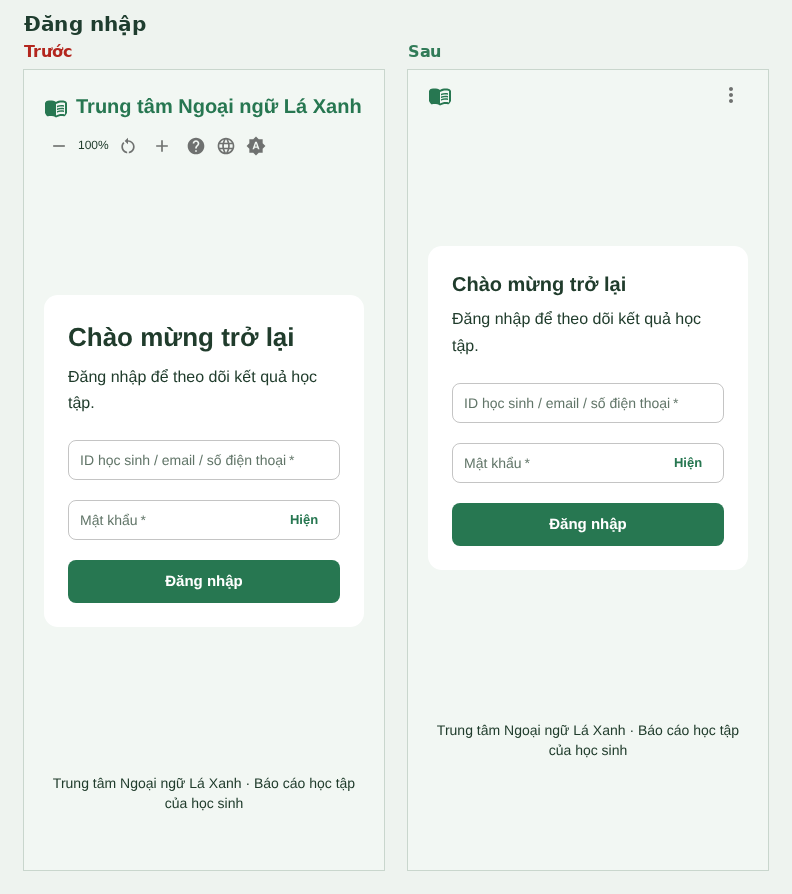 Đăng nhập
Trước
Trung tâm Ngoại ngữ Lá Xanh
100%
A
Chào mừng trở lại
Đăng nhập để theo dõi kết quả học
tập.
ID học sinh / email / số điện thoại *
Mật khẩu *
Hiện
Đăng nhập
Trung tâm Ngoại ngữ Lá Xanh · Báo cáo học tập
của học sinh
Sau
Chào mừng trở lại
Đăng nhập để theo dõi kết quả học
tập.
ID học sinh / email / số điện thoại *
Mật khẩu *
Hiện
Đăng nhập
Trung tâm Ngoại ngữ Lá Xanh · Báo cáo học tập
của học sinh